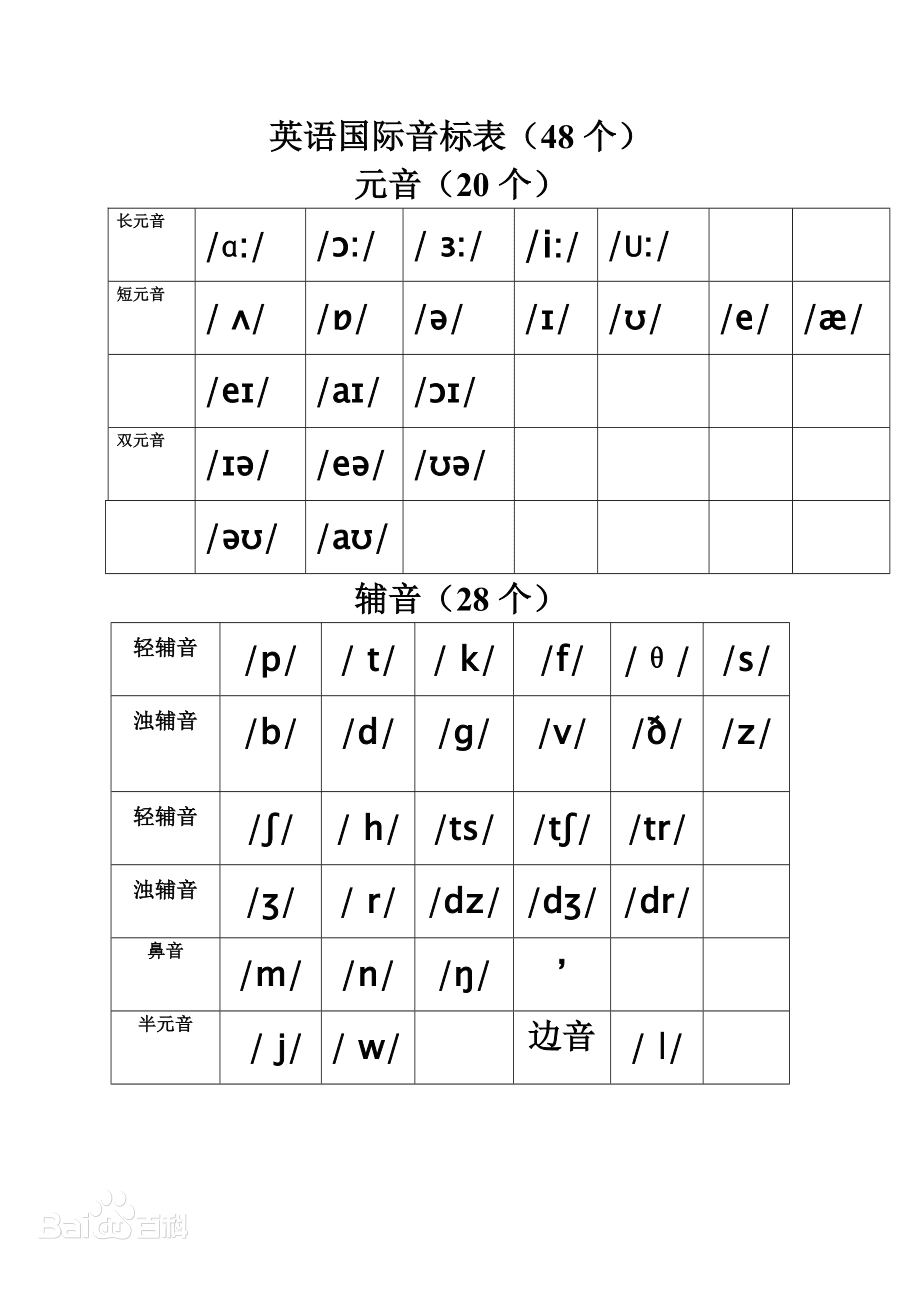 英语国际音标表（48 个）
元音（20 个）
长元音 /ɑː/ /ɔː/ / ɜː/ /iː/ /Uː/
短元音 / ʌ/ /ɒ/ /ə/ /ɪ/ /ʊ/ /e/ /æ/
/eɪ/ /aɪ/ /ɔɪ/
双元音 /ɪə/ /eə/ /ʊə/
/əʊ/ /aʊ/
辅音（28 个）
轻辅音 /p/ / t/ / k/ /f/ / θ / /s/
浊辅音 /b/ /d/ /g/ /v/ /ð/ /z/
轻辅音 /ʃ/ / h/ /ts/ /tʃ/ /tr/
浊辅音 /ʒ/ / r/ /dz/ /dʒ/ /dr/
鼻音 /m/ /n/ /ŋ/ ’
半元音 / j/ / w/ 边音 / l/
Bai du 百科